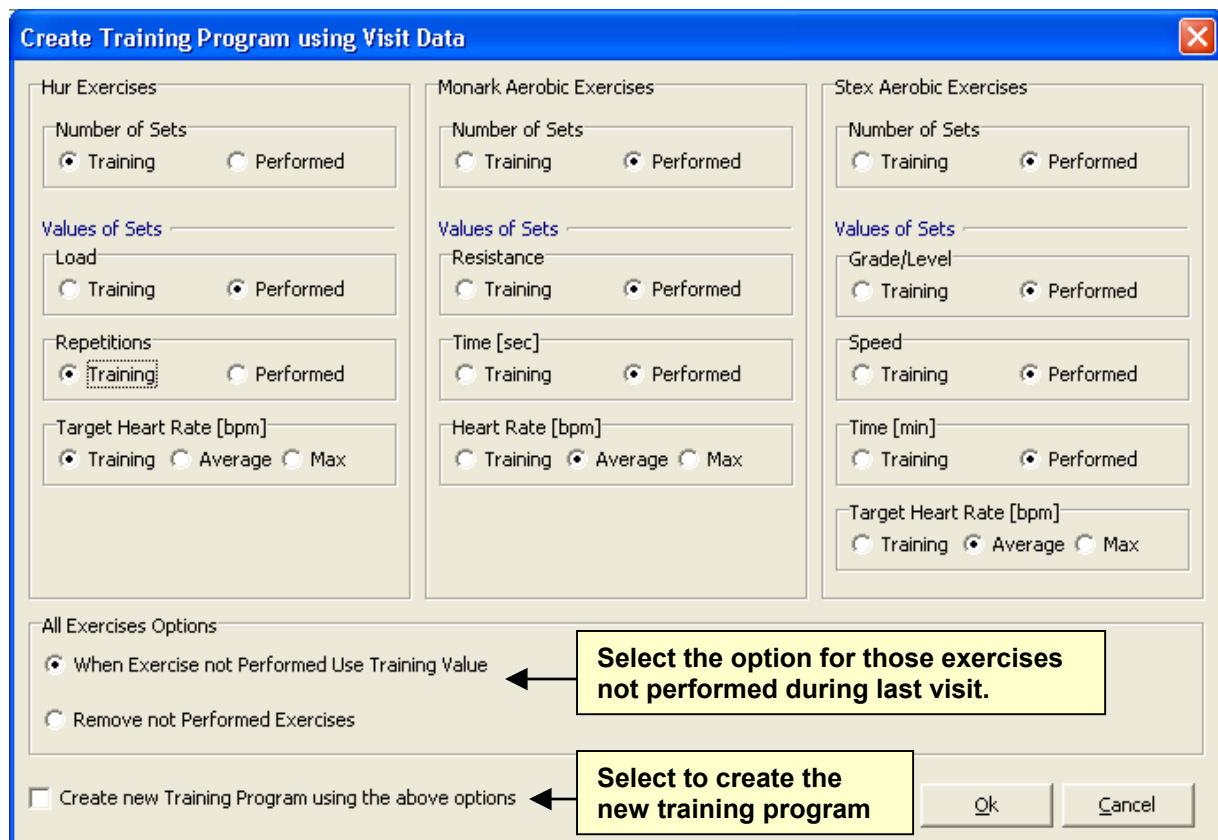 Create Training Program using Visit Data
Hur Exercises
Number of Sets
Training Performed
Values of Sets
Load
Training Performed
Repetitions
Training Performed
Target Heart Rate [bpm]
Training Average Max
Monark Aerobic Exercises
Number of Sets
Training Performed
Values of Sets
Resistance
Training Performed
Time [sec]
Training Performed
Heart Rate [bpm]
Training Average Max
Stex Aerobic Exercises
Number of Sets
Training Performed
Values of Sets
Grade/Level
Training Performed
Speed
Training Performed
Time [min]
Training Performed
Target Heart Rate [bpm]
Training Average Max
All Exercises Options
When Exercise not Performed Use Training Value
Remove not Performed Exercises
Select the option for those exercises
not performed during last visit.
Create new Training Program using the above options
Select to create the
new training program
Ok
Cancel